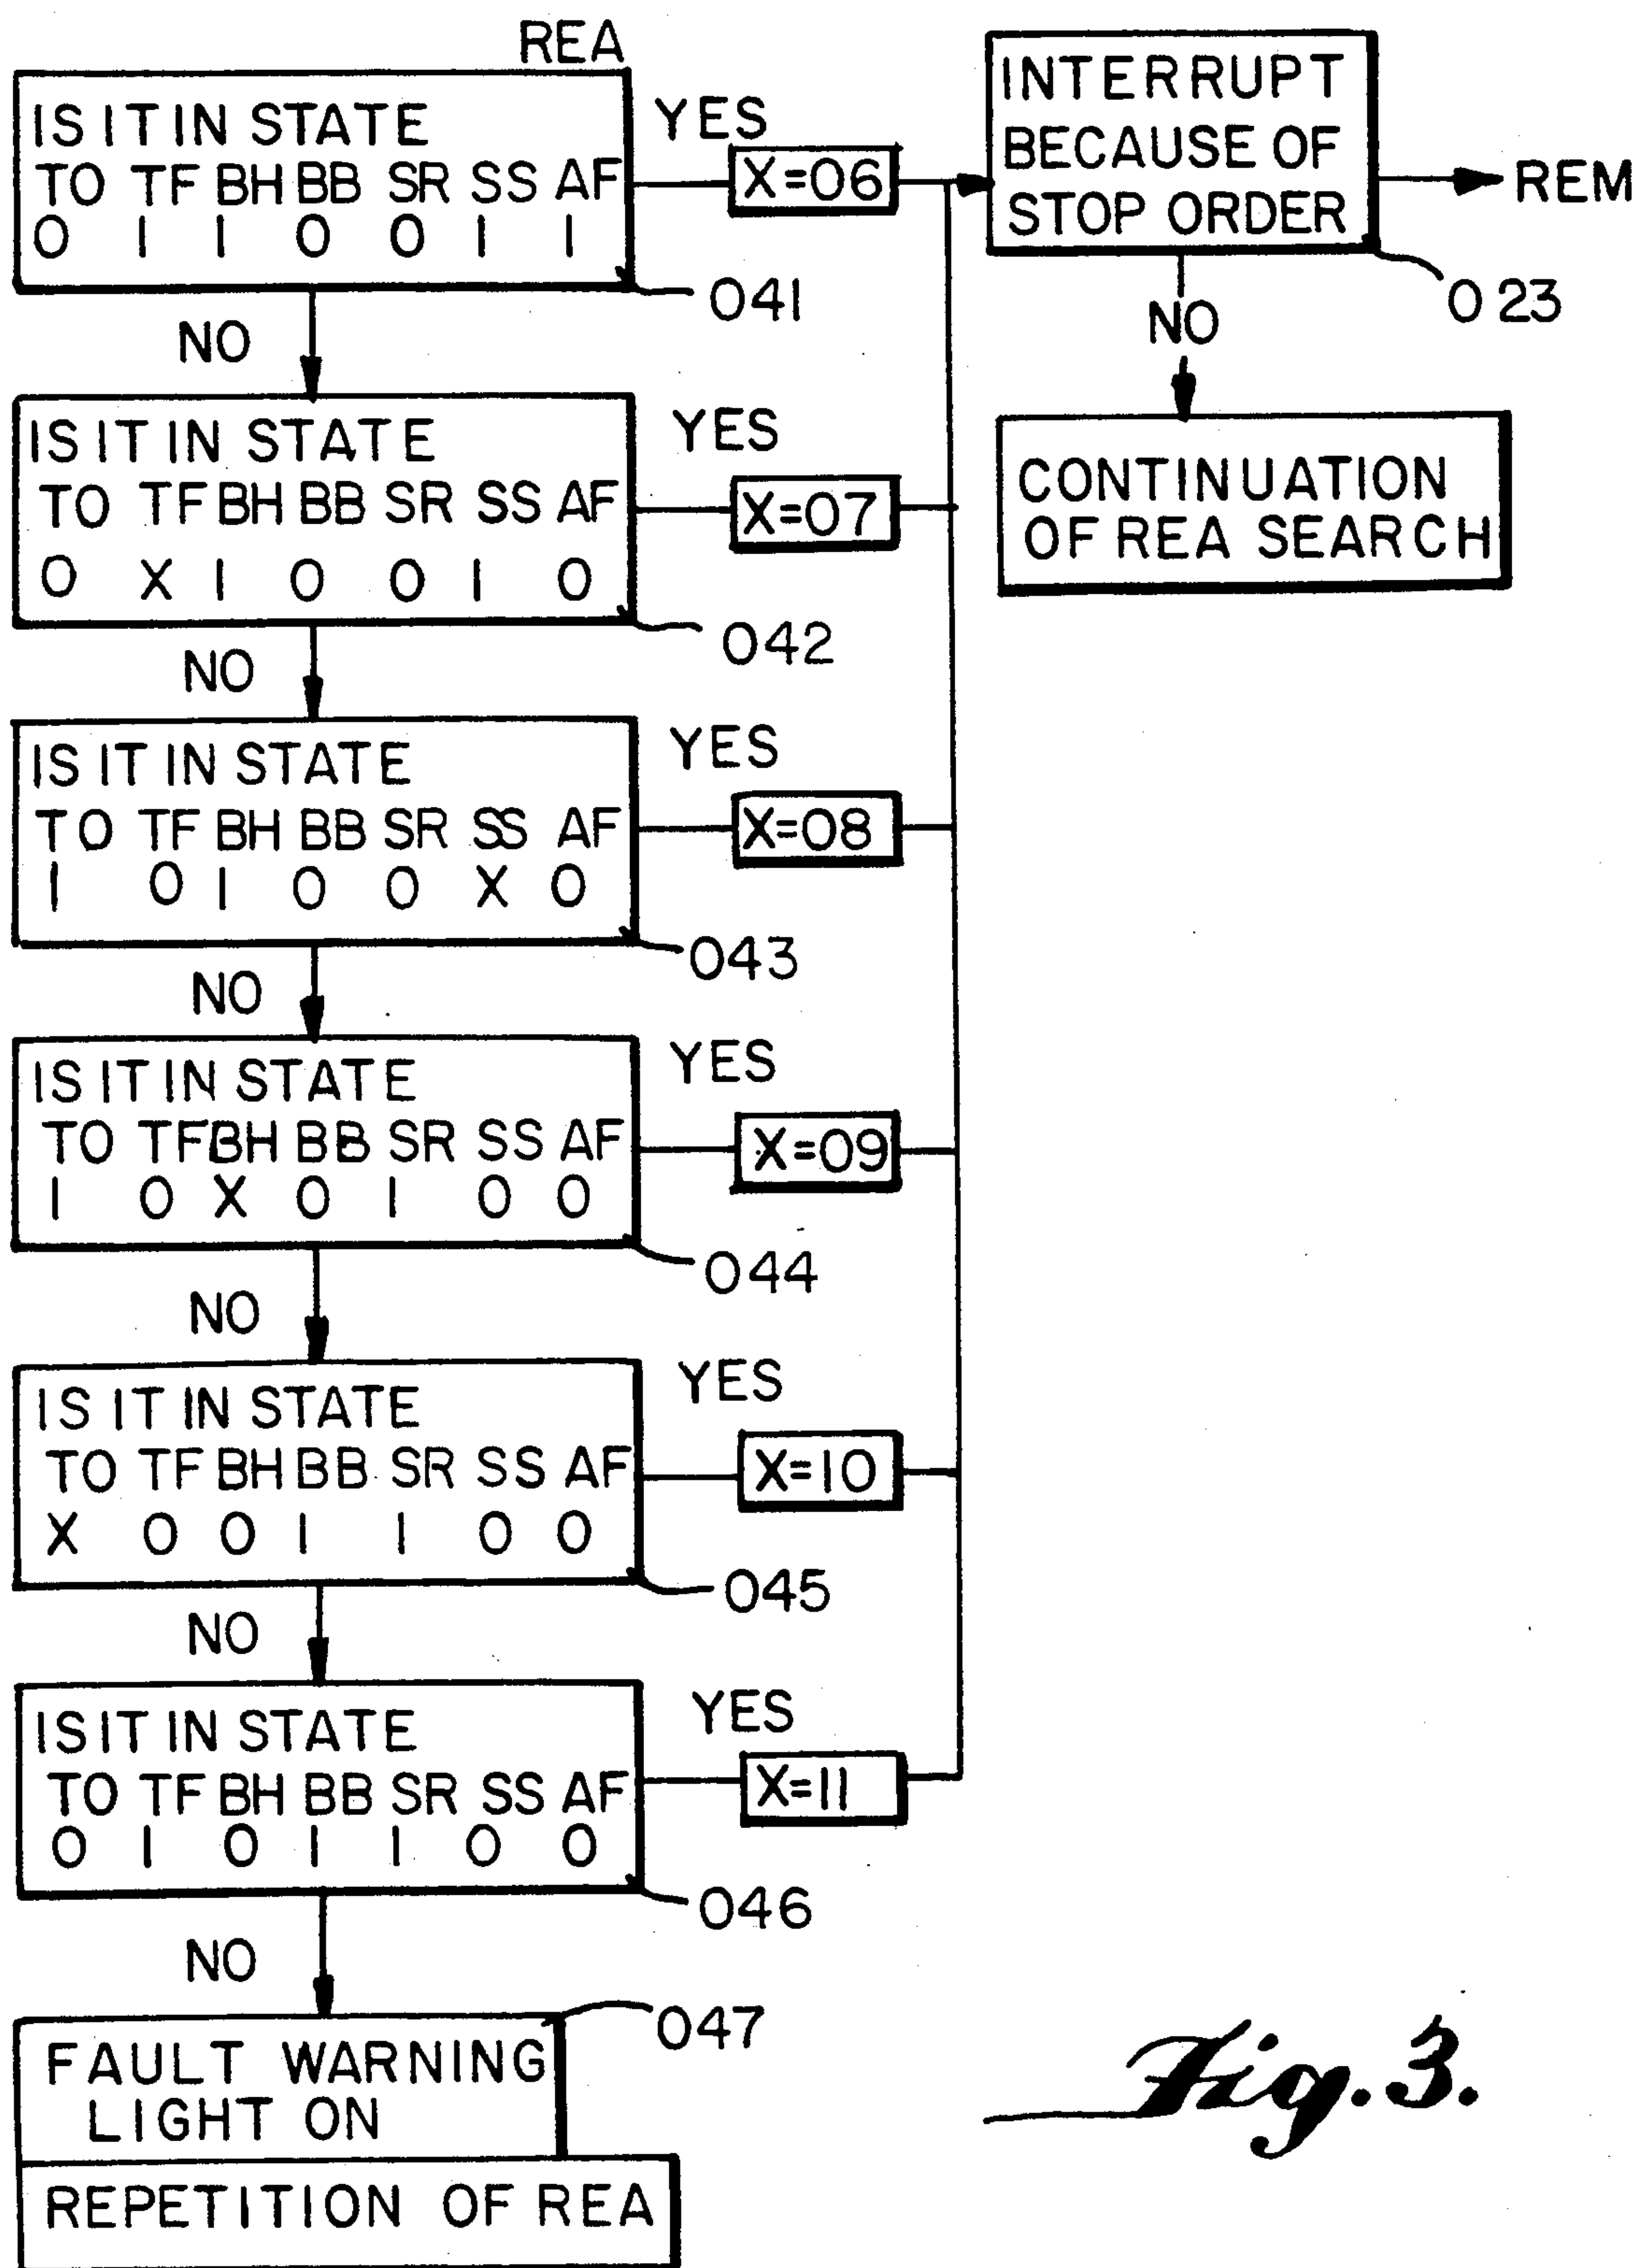 REA
IS IT IN STATE
TO TF BH BB SR SS AF
0 1 1 0 0 1 1
041
YES
X=06
INTERRUPT
BECAUSE OF
STOP ORDER
023
REM
NO
CONTINUATION
OF REA SEARCH
NO
IS IT IN STATE
TO TF BH BB SR SS AF
0 X 1 0 0 1 0
042
YES
X=07
NO
IS IT IN STATE
TO TF BH BB SR SS AF
1 0 1 0 0 X 0
043
YES
X=08
NO
IS IT IN STATE
TO TF BH BB SR SS AF
1 0 X 0 1 0 0
044
YES
X=09
NO
IS IT IN STATE
TO TF BH BB SR SS AF
X 0 0 1 1 0 0
045
YES
X=10
NO
IS IT IN STATE
TO TF BH BB SR SS AF
0 1 0 1 1 0 0
046
YES
X=11
NO
047
FAULT WARNING
LIGHT ON
REPETITION OF REA
Fig. 3.